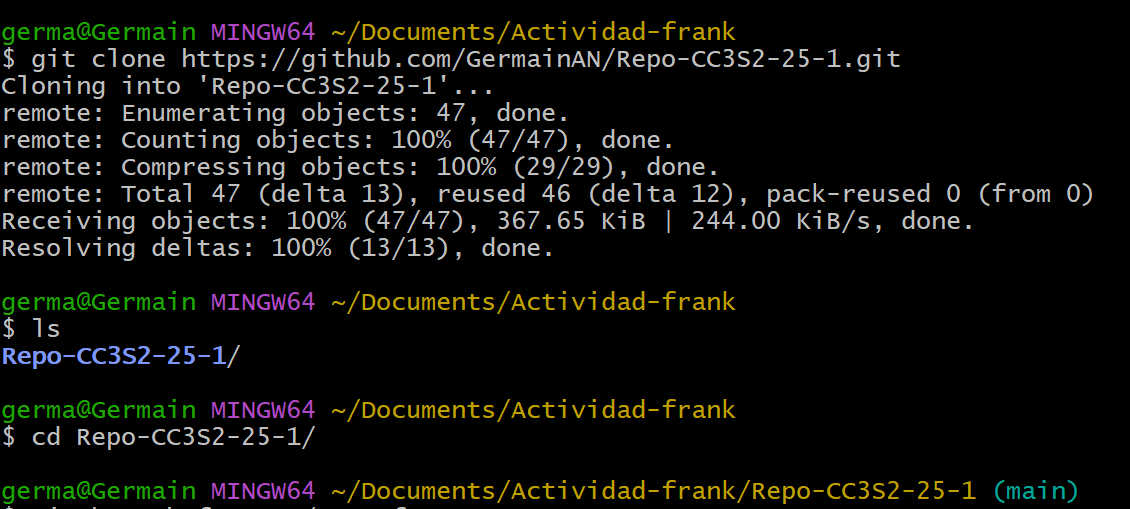 germa@Germain MINGW64 ~/Documents/Actividad-frank
$ git clone https://github.com/GermainAN/Repo-CC3S2-25-1.git
Cloning into 'Repo-CC3S2-25-1'...
remote: Enumerating objects: 47, done.
remote: Counting objects: 100% (47/47), done.
remote: Compressing objects: 100% (29/29), done.
remote: Total 47 (delta 13), reused 46 (delta 12), pack-reused 0 (from 0)
Receiving objects: 100% (47/47), 367.65 KiB | 244.00 KiB/s, done.
Resolving deltas: 100% (13/13), done.
germa@Germain MINGW64 ~/Documents/Actividad-frank
$ ls
Repo-CC3S2-25-1/
germa@Germain MINGW64 ~/Documents/Actividad-frank
$ cd Repo-CC3S2-25-1/
germa@Germain MINGW64 ~/Documents/Actividad-frank/Repo-CC3S2-25-1 (main)